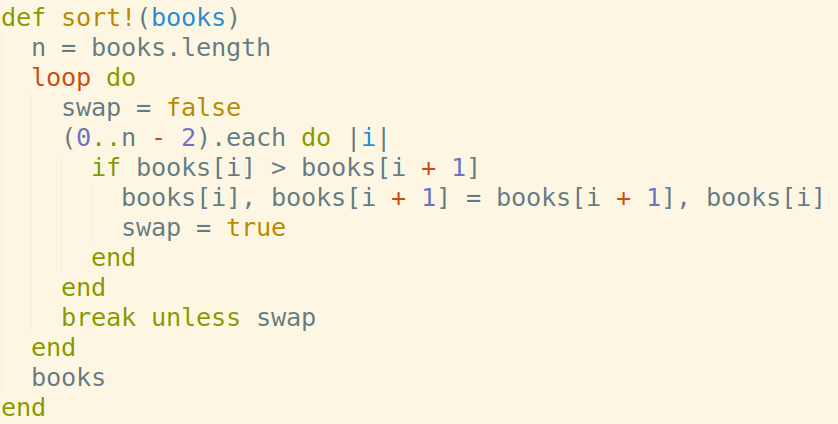 def sort!(books)
  n = books.length
  loop do
    swap = false
    (0..n - 2).each do |i|
      if books[i] > books[i + 1]
        books[i], books[i + 1] = books[i + 1], books[i]
        swap = true
      end
    end
    break unless swap
  end
  books
end